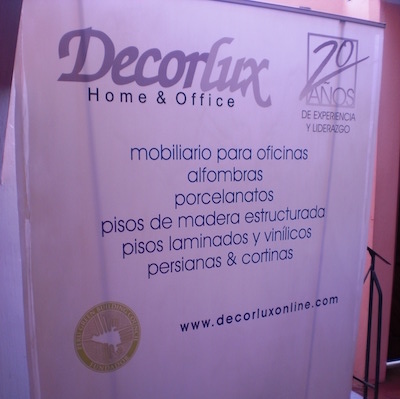 Decorlux
Home & Office
20
AÑOS
DE EXPERIENCIA
Y LIDERAZGO
mobiliario para oficinas
alfombras
porcelanatos
pisos de madera estructurada
pisos laminados y vinílicos
persianas & cortinas
www.decorluxonline.com